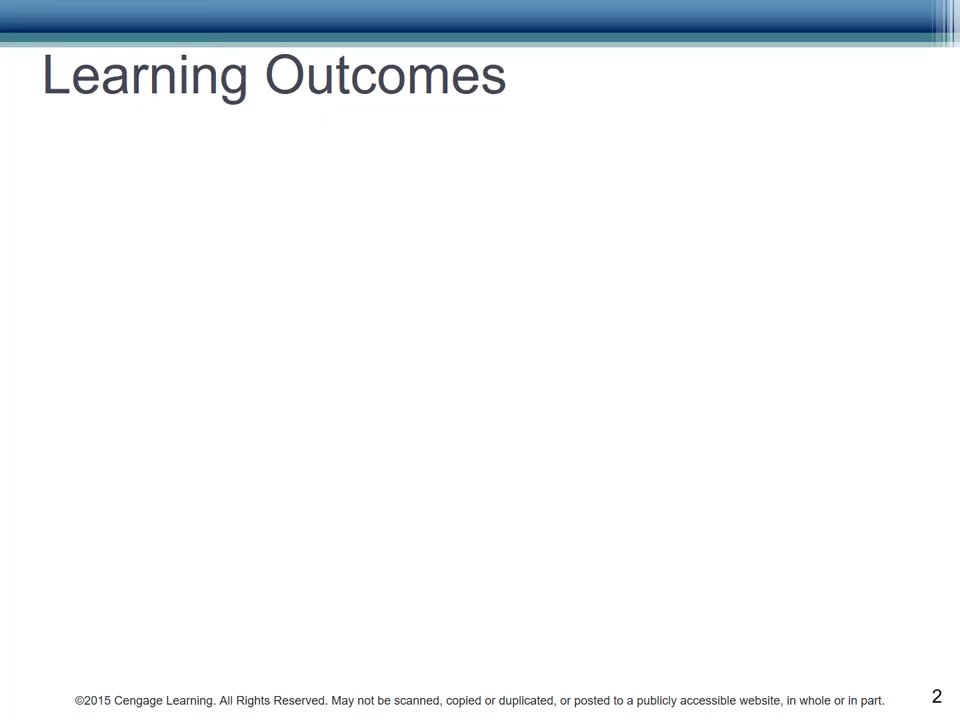 Learning Outcomes
©2015 Cengage Learning. All Rights Reserved. May not be scanned, copied or duplicated, or posted to a publicly accessible website, in whole or in part.
2